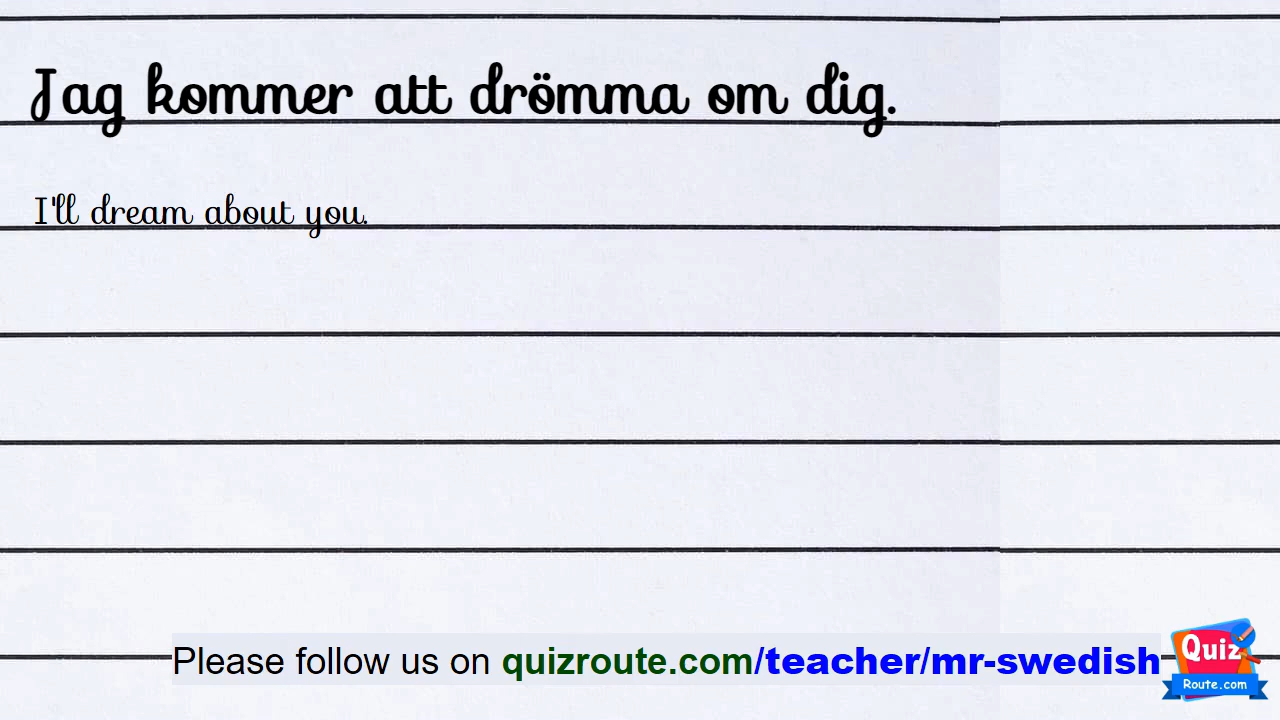 Jag kommer att drömma om dig.
I'll dream about you.
Please follow us on quizroute.com/teacher/mr-swedish
Quiz
Route.com